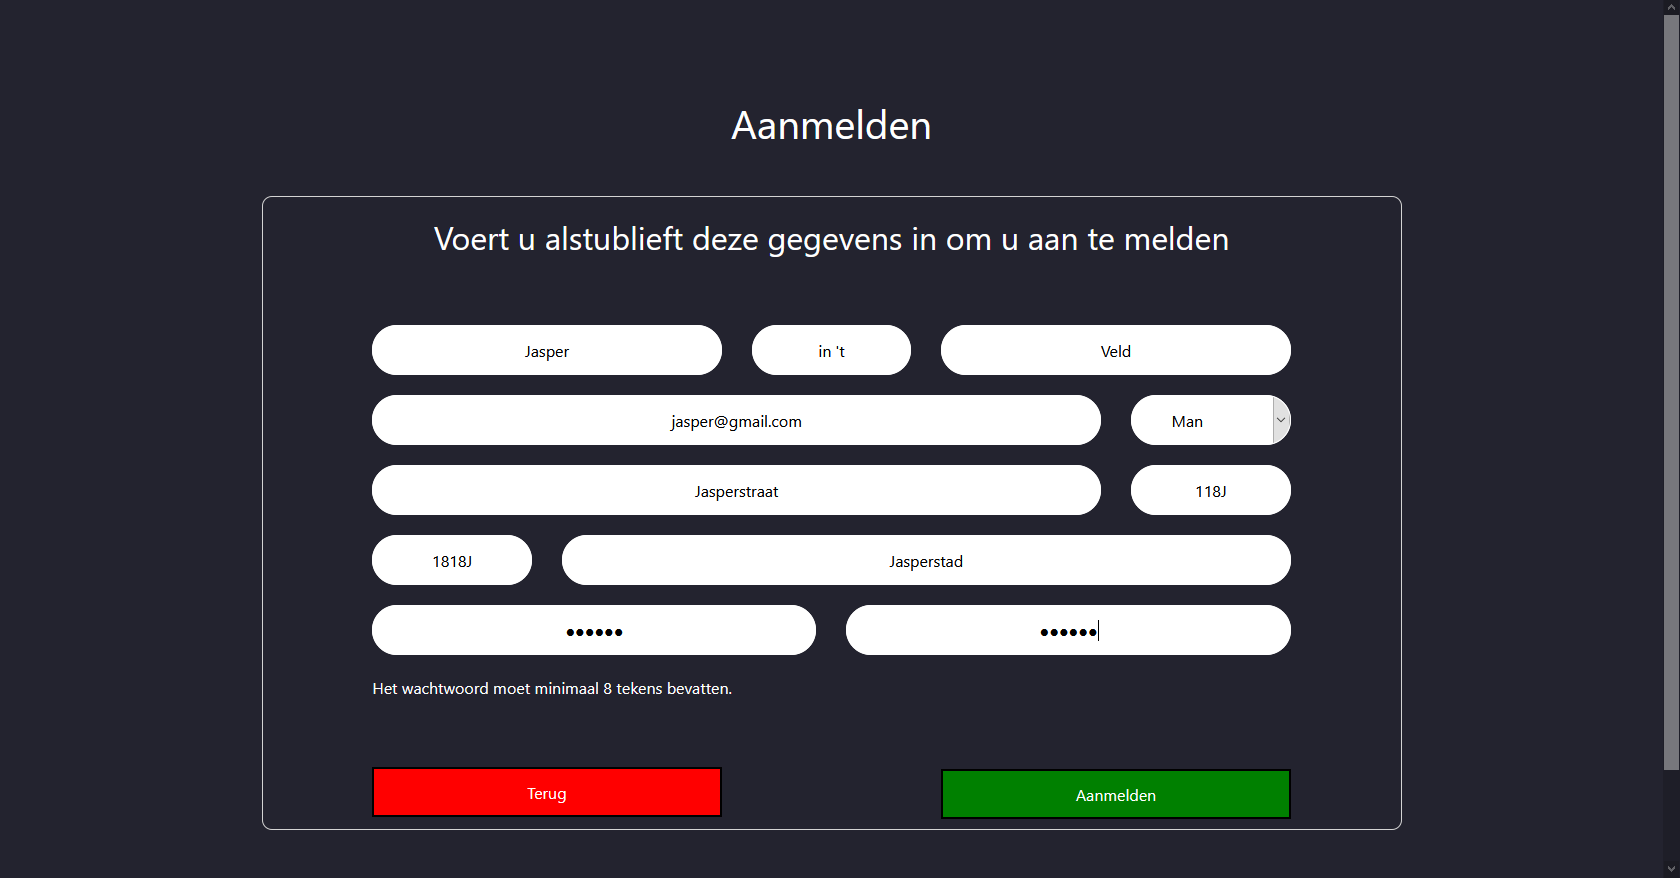 Aanmelden
Voert u alstublieft deze gegevens in om u aan te melden
Jasper in 't Veld
jasper@gmail.com Man
Jasperstraat 118J
1818J Jasperstad
•••••• ••••••
Het wachtwoord moet minimaal 8 tekens bevatten.
Terug Aanmelden